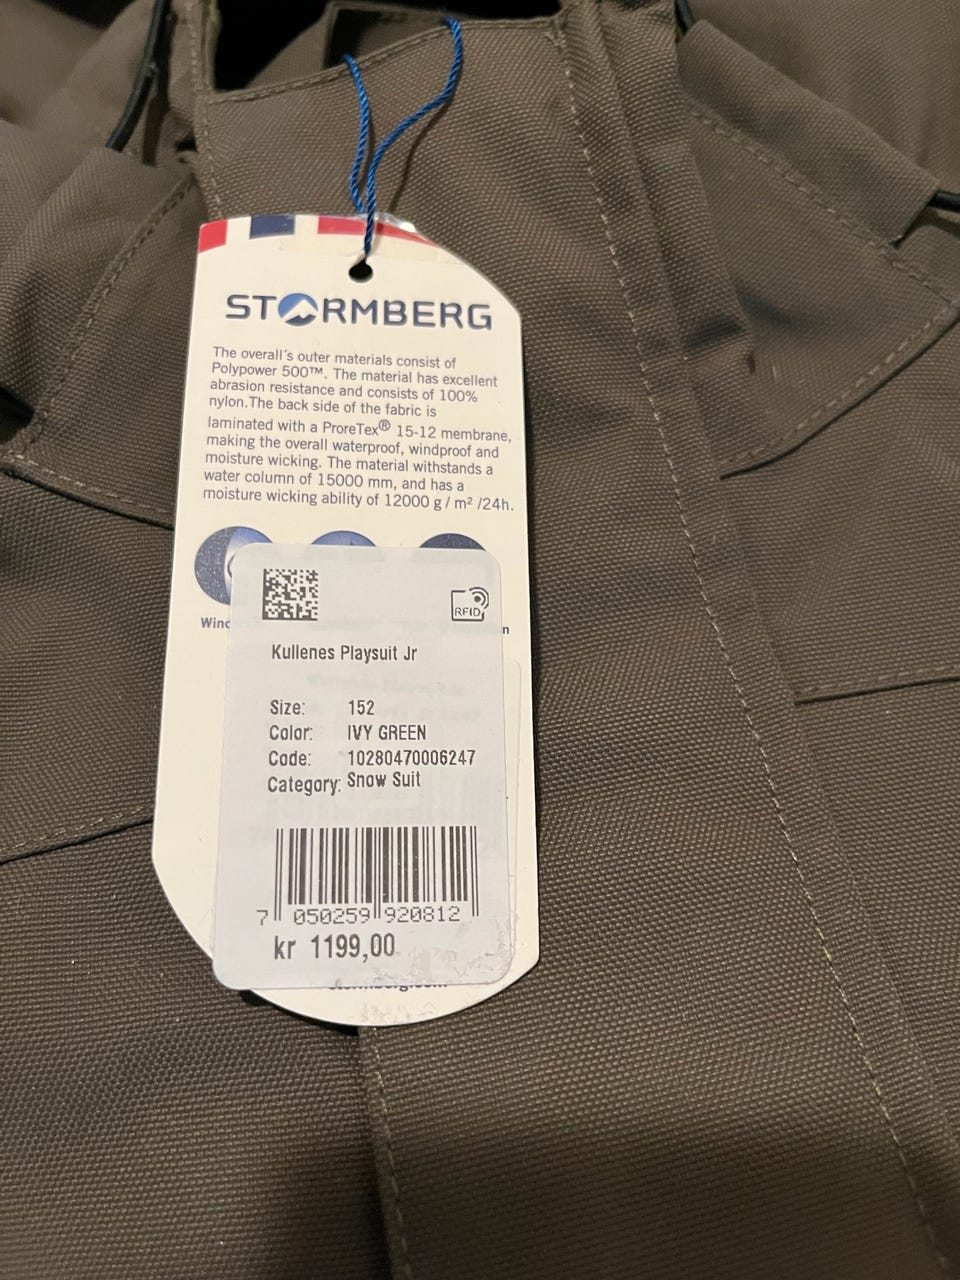 STORMBERG
The overall´s outer materials consist of
Polypower 500™. The material has excellent
abrasion resistance and consists of 100%
nylon.The back side of the fabric is
laminated with a ProreTex® 15-12 membrane,
making the overall waterproof, windproof and
moisture wicking. The material withstands a
water column of 15000 mm, and has a
moisture wicking ability of 12000 g / m² /24h.
RFID
Kullenes Playsuit Jr
Size: 152
Color: IVY GREEN
Code: 10280470006247
Category: Snow Suit
7 050259 920812
kr 1199,00